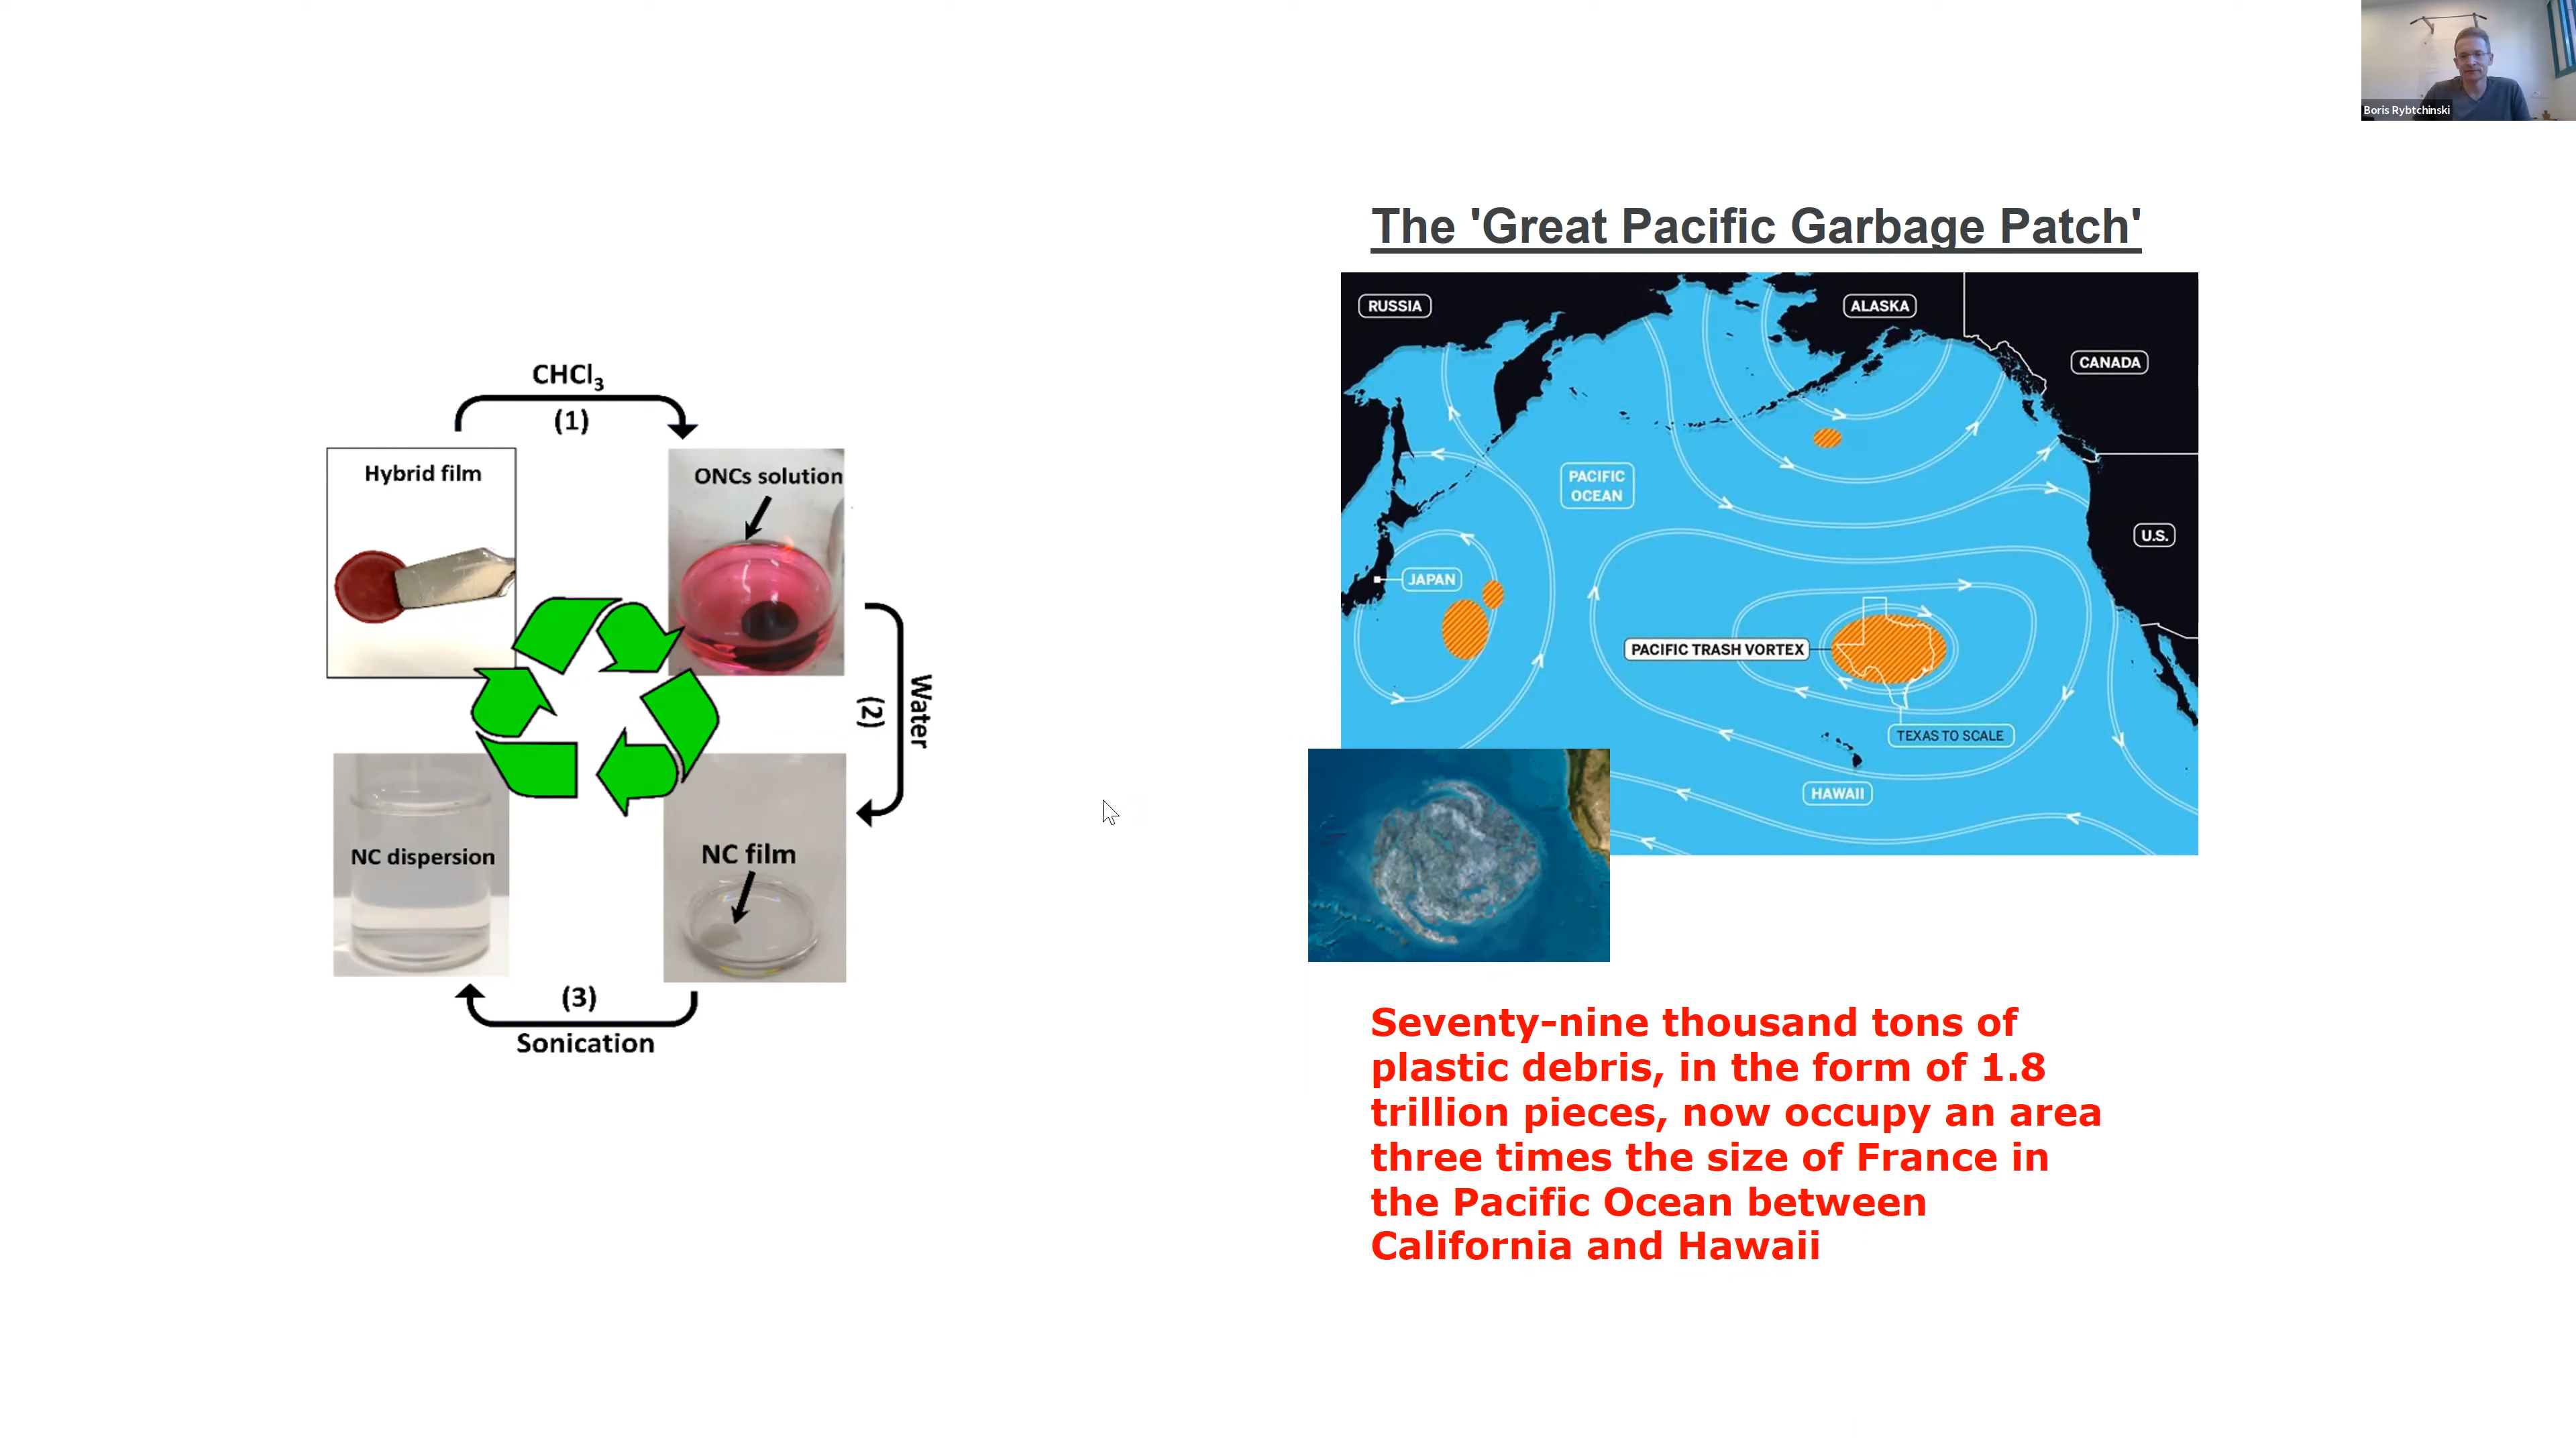 Boris Rybtchinski
CHCl3
(1)
Hybrid film
ONCs solution
Water
(2)
NC dispersion
NC film
(3)
Sonication
The 'Great Pacific Garbage Patch'
RUSSIA
ALASKA
CANADA
PACIFIC
OCEAN
U.S.
JAPAN
PACIFIC TRASH VORTEX
TEXAS TO SCALE
HAWAII
Seventy-nine thousand tons of
plastic debris, in the form of 1.8
trillion pieces, now occupy an area
three times the size of France in
the Pacific Ocean between
California and Hawaii